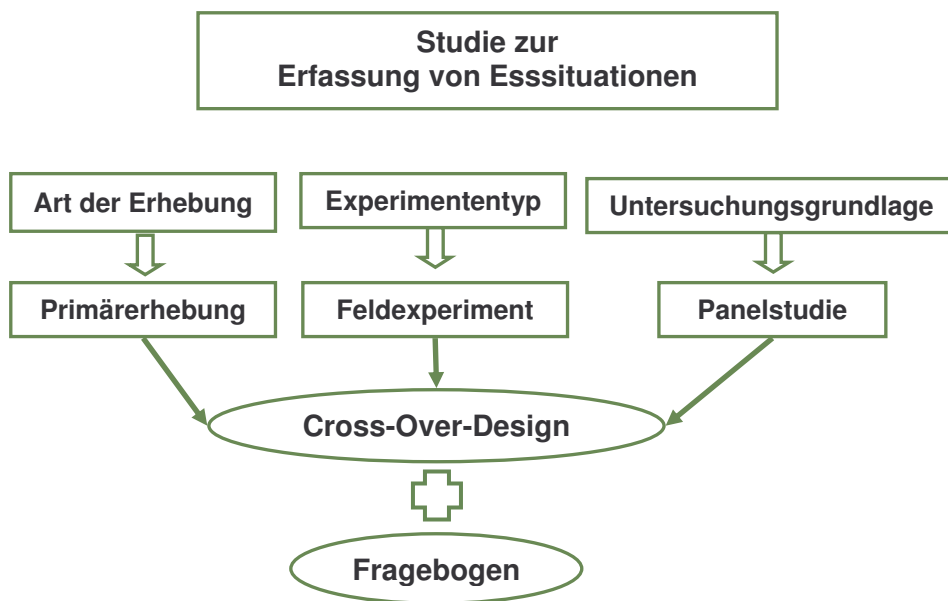 Studie zur
Erfassung von Esssituationen
Art der Erhebung
Experimententyp
Untersuchungsgrundlage
Primärerhebung
Feldexperiment
Panelstudie
Cross-Over-Design
Fragebogen